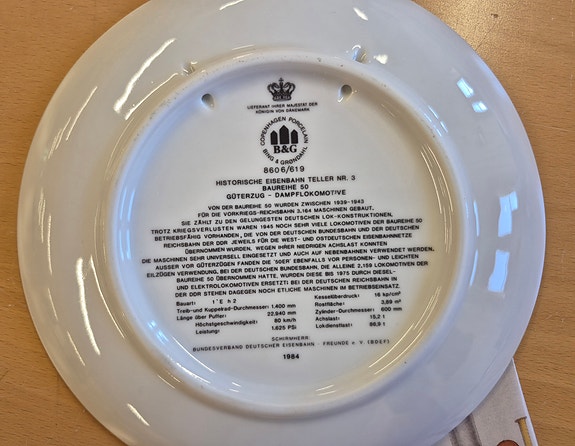 LIEFERANT IHRER MAJESTÄT DER
KÖNIGIN VON DÄNEMARK
COPENHAGEN PORCELAIN
B&G
BING & GRØNDAHL
8606/619
HISTORISCHE EISENBAHN TELLER NR. 3
BAUREIHE 50
GÜTERZUG - DAMPFLOKOMOTIVE
VON DER BAUREIHE 50 WURDEN ZWISCHEN 1939-1943
FÜR DIE VORKRIEGS-REICHSBAHN 3.164 MASCHINEN GEBAUT.
SIE ZÄHLT ZU DEN GELUNGESTEN DEUTSCHEN LOK-KONSTRUKTIONEN.
TROTZ KRIEGSVERLUSTEN WAREN 1945 NOCH SEHR VIELE LOKOMOTIVEN DER BAUREIHE 50
BETRIEBSFÄHIG VORHANDEN, DIE VON DER DEUTSCHEN BUNDESBAHN UND DER DEUTSCHEN
REICHSBAHN DER DDR JEWEILS FÜR DIE WEST- UND OSTDEUTSCHEN EISENBAHNNETZE
ÜBERNOMMEN WURDEN. WEGEN IHRER NIEDRIGEN ACHSLAST KONNTEN
DIE MASCHINEN SEHR UNIVERSELL EINGESETZT UND AUCH AUF NEBENBAHNEN VERWENDET WERDEN.
AUSSER VOR GÜTERZÜGEN FANDEN DIE '50ER' EBENFALLS VOR PERSONEN- UND LEICHTEN
EILZÜGEN VERWENDUNG. BEI DER DEUTSCHEN BUNDESBAHN, DIE ALLEINE 2.159 LOKOMOTIVEN DER
BAUREIHE 50 ÜBERNOMMEN HATTE, WURDEN DIESE BIS 1975 DURCH DIESEL-
UND ELEKTROLOKOMOTIVEN ERSETZT. BEI DER DEUTSCHEN REICHSBAHN IN
DER DDR STEHEN DAGEGEN NOCH ETLICHE MASCHINEN IM BETRIEBSEINSATZ.
Bauart: 1'E h2 Kesselüberdruck: 16 kp/cm²
Treib- und Kuppelrad-Durchmesser: 1.400 mm Rostfläche: 3,89 m²
Länge über Puffer: 22.940 mm Zylinder-Durchmesser: 600 mm
Höchstgeschwindigkeit: 80 km/h Achslast: 15,2 t
Leistung: 1.625 PSi Lokdienstlast: 86,9 t
SCHIRMHERR:
BUNDESVERBAND DEUTSCHER EISENBAHN - FREUNDE e.V. (BDEF)
1984